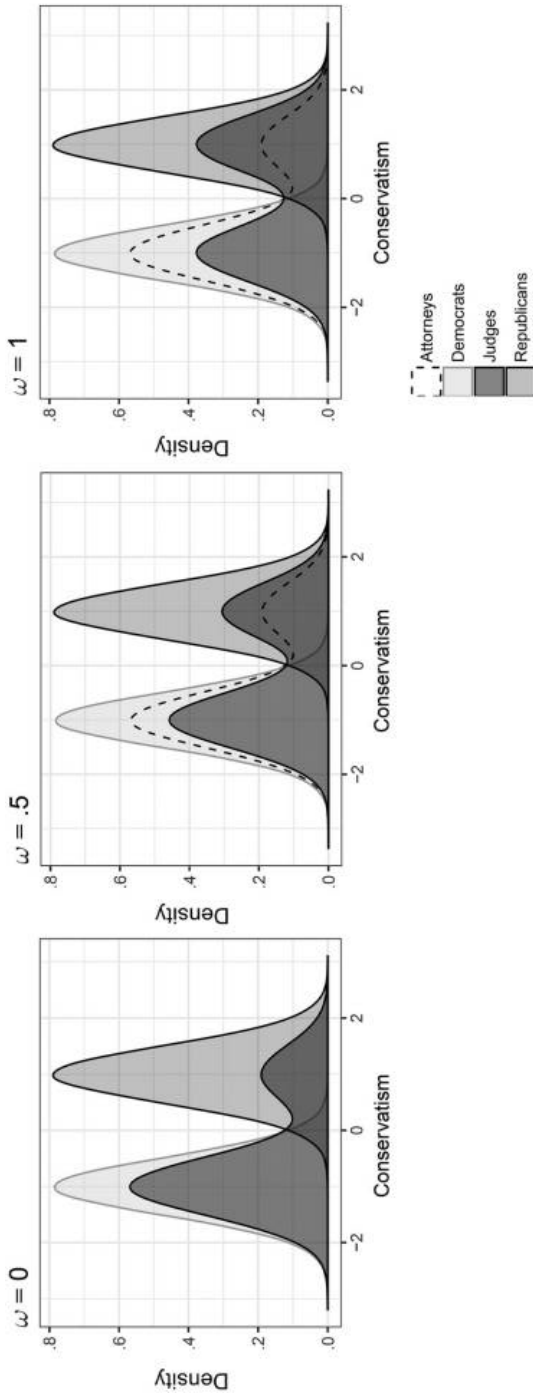 ω = 0
Density
.8
.6
.4
.2
.0
−2
0
2
Conservatism
ω = .5
Density
.8
.6
.4
.2
.0
−2
0
2
Conservatism
ω = 1
Density
.8
.6
.4
.2
.0
−2
0
2
Conservatism
Attorneys
Democrats
Judges
Republicans